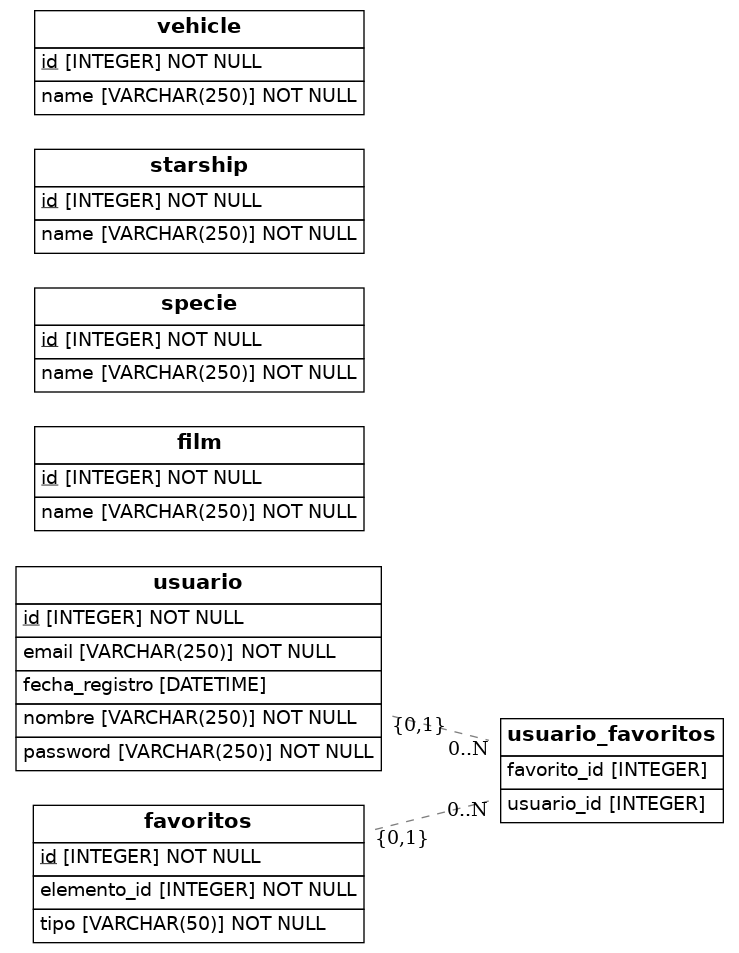 vehicle
id [INTEGER] NOT NULL
name [VARCHAR(250)] NOT NULL
starship
id [INTEGER] NOT NULL
name [VARCHAR(250)] NOT NULL
specie
id [INTEGER] NOT NULL
name [VARCHAR(250)] NOT NULL
film
id [INTEGER] NOT NULL
name [VARCHAR(250)] NOT NULL
usuario
id [INTEGER] NOT NULL
email [VARCHAR(250)] NOT NULL
fecha_registro [DATETIME]
nombre [VARCHAR(250)] NOT NULL
password [VARCHAR(250)] NOT NULL
{0,1}
0..N
usuario_favoritos
favorito_id [INTEGER]
usuario_id [INTEGER]
0..N
{0,1}
favoritos
id [INTEGER] NOT NULL
elemento_id [INTEGER] NOT NULL
tipo [VARCHAR(50)] NOT NULL